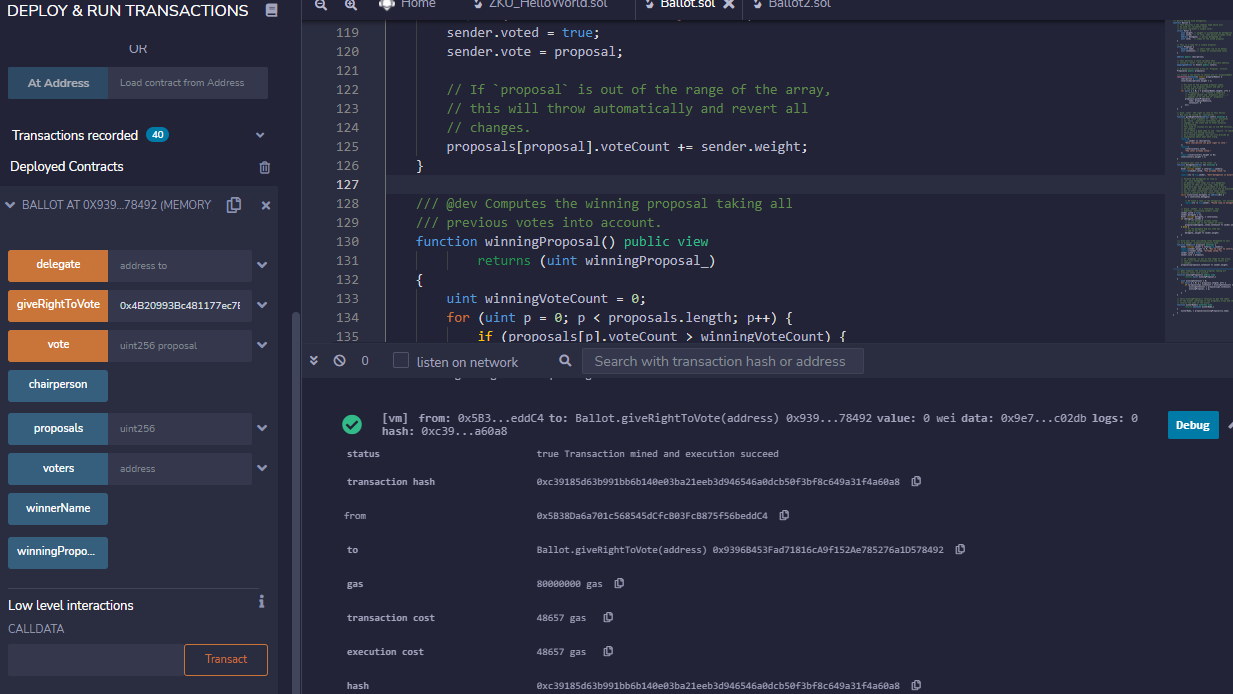 DEPLOY & RUN TRANSACTIONS
OR
At Address
Load contract from Address
Transactions recorded 40
Deployed Contracts
BALLOT AT 0X939...78492 (MEMORY
delegate
address to
giveRightToVote
0x4B20993Bc481177ec7E
vote
uint256 proposal
chairperson
proposals
uint256
voters
address
winnerName
winningPropo...
Low level interactions
CALLDATA
Transact
Home
ZKU_HelloWorld.sol
Ballot.sol
Ballot2.sol
119 sender.voted = true;
120 sender.vote = proposal;
121
122 // If `proposal` is out of the range of the array,
123 // this will throw automatically and revert all
124 // changes.
125 proposals[proposal].voteCount += sender.weight;
126 }
127
128 /// @dev Computes the winning proposal taking all
129 /// previous votes into account.
130 function winningProposal() public view
131 returns (uint winningProposal_)
132 {
133 uint winningVoteCount = 0;
134 for (uint p = 0; p < proposals.length; p++) {
135 if (proposals[p].voteCount > winningVoteCount) {
0
listen on network
Search with transaction hash or address
[vm] from: 0x5B3...eddC4 to: Ballot.giveRightToVote(address) 0x939...78492 value: 0 wei data: 0x9e7...c02db logs: 0
hash: 0xc39...a60a8
Debug
status true Transaction mined and execution succeed
transaction hash 0xc39185d63b991bb6b140e03ba21eeb3d946546a0dcb50f3bf8c649a31f4a60a8
from 0x5B38Da6a701c568545dCfcB03FcB875f56beddC4
to Ballot.giveRightToVote(address) 0x9396B453Fad71816cA9f152Ae785276a1D578492
gas 80000000 gas
transaction cost 48657 gas
execution cost 48657 gas
hash 0xc39185d63b991bb6b140e03ba21eeb3d946546a0dcb50f3bf8c649a31f4a60a8